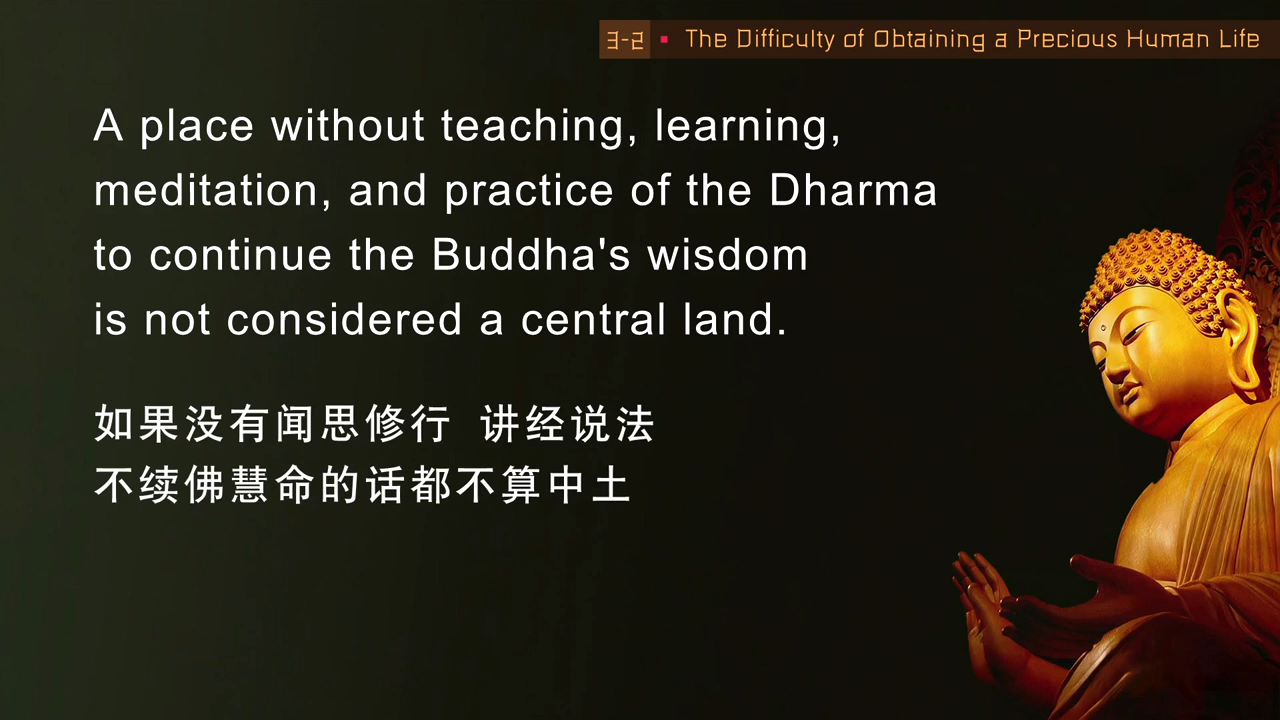 3-2 ▪ The Difficulty of Obtaining a Precious Human Life
A place without teaching, learning,
meditation, and practice of the Dharma
to continue the Buddha's wisdom
is not considered a central land.
如果没有闻思修行 讲经说法
不续佛慧命的话都不算中土